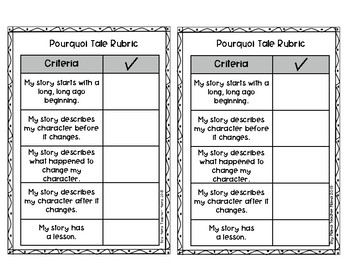 Pourquoi Tale Rubric
Criteria ✓
My story starts with a
long, long ago
beginning.
My story describes
my character before
it changes.
My story describes
what happened to
change my
character.
My story describes
my character after it
changes.
My story has
a lesson.
Pourquoi Tale Rubric
Criteria ✓
My story starts with a
long, long ago
beginning.
My story describes
my character before
it changes.
My story describes
what happened to
change my
character.
My story describes
my character after it
changes.
My story has
a lesson.